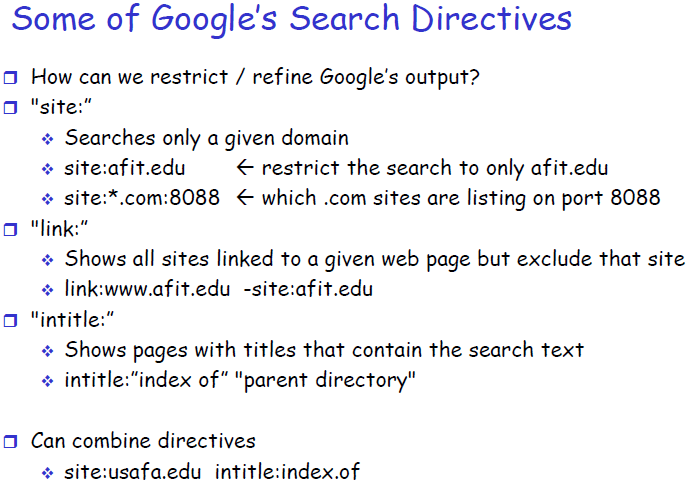 Some of Google's Search Directives
How can we restrict / refine Google's output?
"site:”
Searches only a given domain
site:afit.edu ← restrict the search to only afit.edu
site:*.com:8088 ← which .com sites are listing on port 8088
"link:”
Shows all sites linked to a given web page but exclude that site
link:www.afit.edu -site:afit.edu
"intitle:”
Shows pages with titles that contain the search text
intitle:”index of” "parent directory"
Can combine directives
site:usafa.edu intitle:index.of